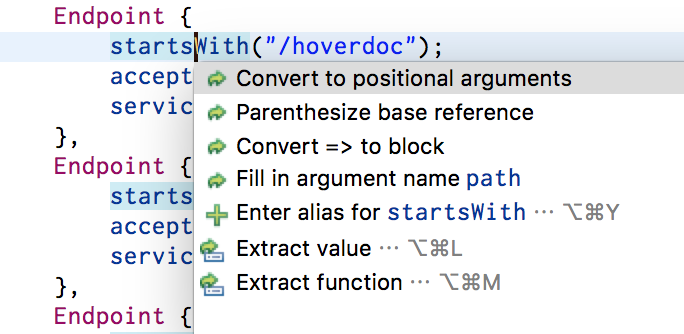 Endpoint {
startsWith("/hoverdoc");
accept
servic
},
Endpoint {
starts
accept
servic
},
Endpoint {
Convert to positional arguments
Parenthesize base reference
Convert => to block
Fill in argument name path
Enter alias for startsWith ··· ⌥⌘Y
Extract value ··· ⌥⌘L
Extract function ··· ⌥⌘M